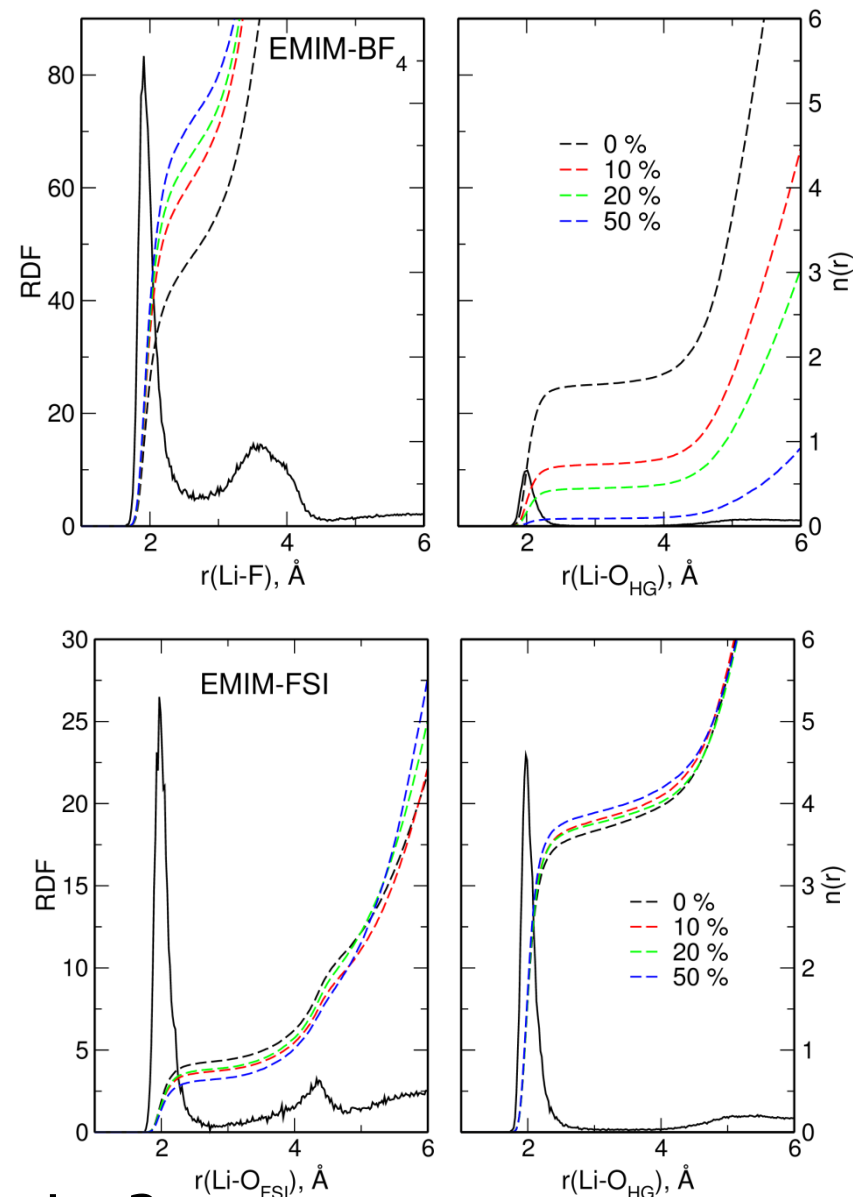 EMIM-BF4
80
60
40
20
0
RDF
2 4 6
r(Li-F), Å
0 %
10 %
20 %
50 %
6
5
4
3
2
1
0
n(r)
2 4 6
r(Li-OHG), Å
EMIM-FSI
30
25
20
15
10
5
0
RDF
2 4 6
r(Li-OFSI), Å
0 %
10 %
20 %
50 %
6
5
4
3
2
1
0
n(r)
2 4 6
r(Li-OHG), Å